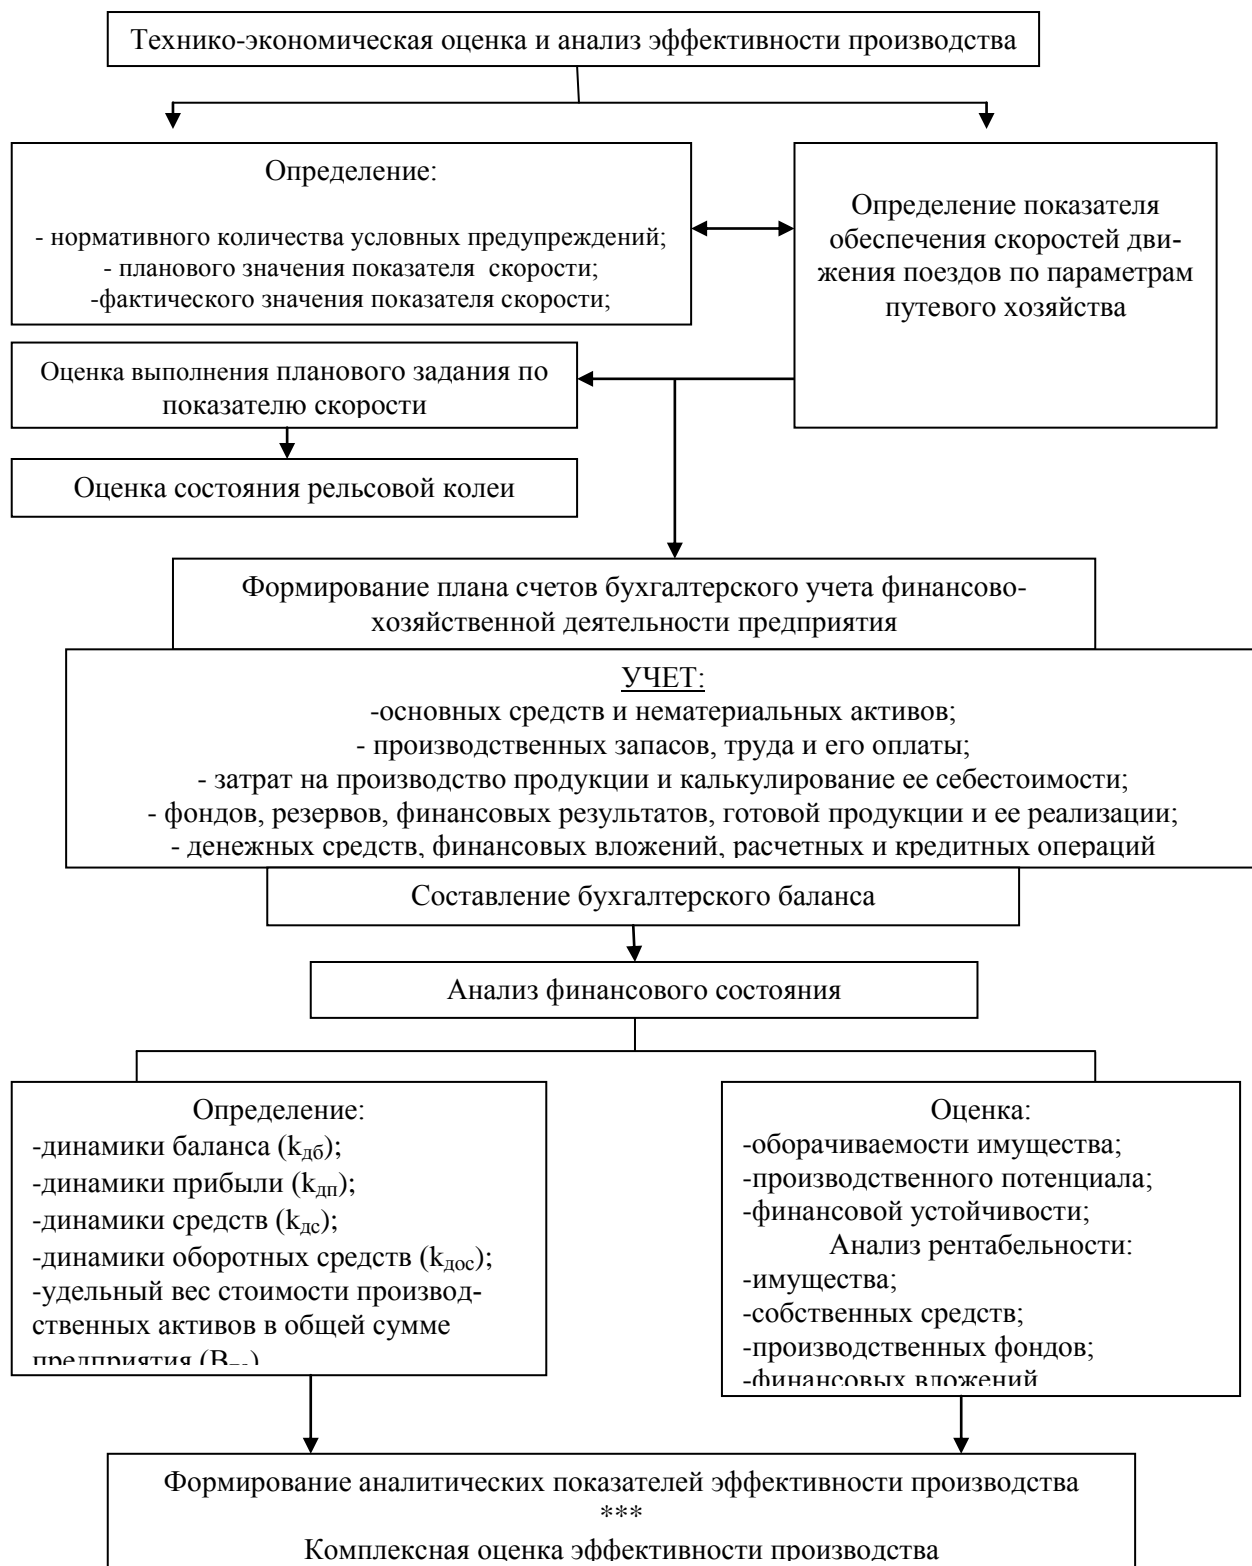 Технико-экономическая оценка и анализ эффективности производства
Определение:
- нормативного количества условных предупреждений;
- планового значения показателя скорости;
-фактического значения показателя скорости;
Определение показателя
обеспечения скоростей дви-
жения поездов по параметрам
путевого хозяйства
Оценка выполнения планового задания по
показателю скорости
Оценка состояния рельсовой колеи
Формирование плана счетов бухгалтерского учета финансово-
хозяйственной деятельности предприятия
УЧЕТ:
-основных средств и нематериальных активов;
- производственных запасов, труда и его оплаты;
- затрат на производство продукции и калькулирование ее себестоимости;
- фондов, резервов, финансовых результатов, готовой продукции и ее реализации;
- денежных средств, финансовых вложений, расчетных и кредитных операций
Составление бухгалтерского баланса
Анализ финансового состояния
Определение:
-динамики баланса (kдб);
-динамики прибыли (kдп);
-динамики средств (kдс);
-динамики оборотных средств (kдос);
-удельный вес стоимости производ-
ственных активов в общей сумме
предприятия
Оценка:
-оборачиваемости имущества;
-производственного потенциала;
-финансовой устойчивости;
Анализ рентабельности:
-имущества;
-собственных средств;
-производственных фондов;
-финансовых вложений
Формирование аналитических показателей эффективности производства
***
Комплексная оценка эффективности производства